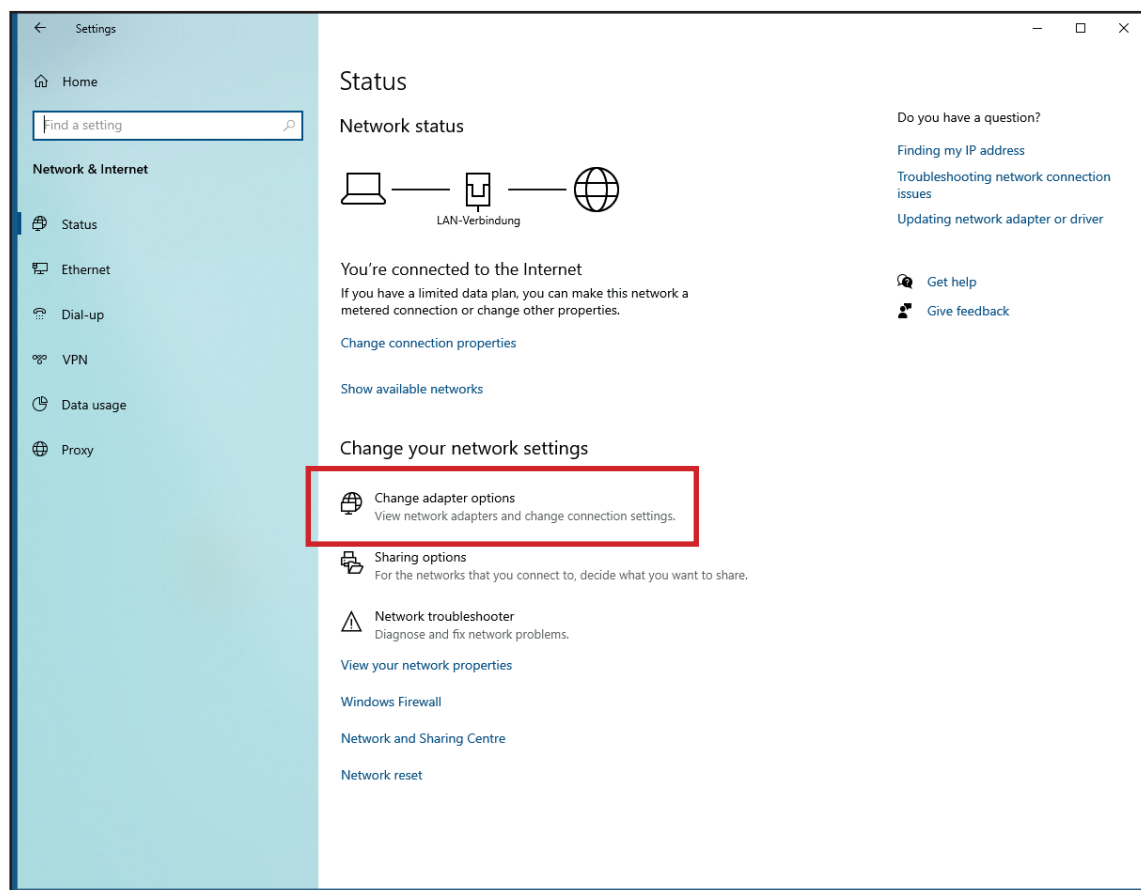 Settings
Home
Find a setting
Network & Internet
Status
Ethernet
Dial-up
VPN
Data usage
Proxy
Status
Network status
LAN-Verbindung
You're connected to the Internet
If you have a limited data plan, you can make this network a
metered connection or change other properties.
Change connection properties
Show available networks
Change your network settings
Change adapter options
View network adapters and change connection settings.
Sharing options
For the networks that you connect to, decide what you want to share.
Network troubleshooter
Diagnose and fix network problems.
View your network properties
Windows Firewall
Network and Sharing Centre
Network reset
Do you have a question?
Finding my IP address
Troubleshooting network connection
issues
Updating network adapter or driver
Get help
Give feedback